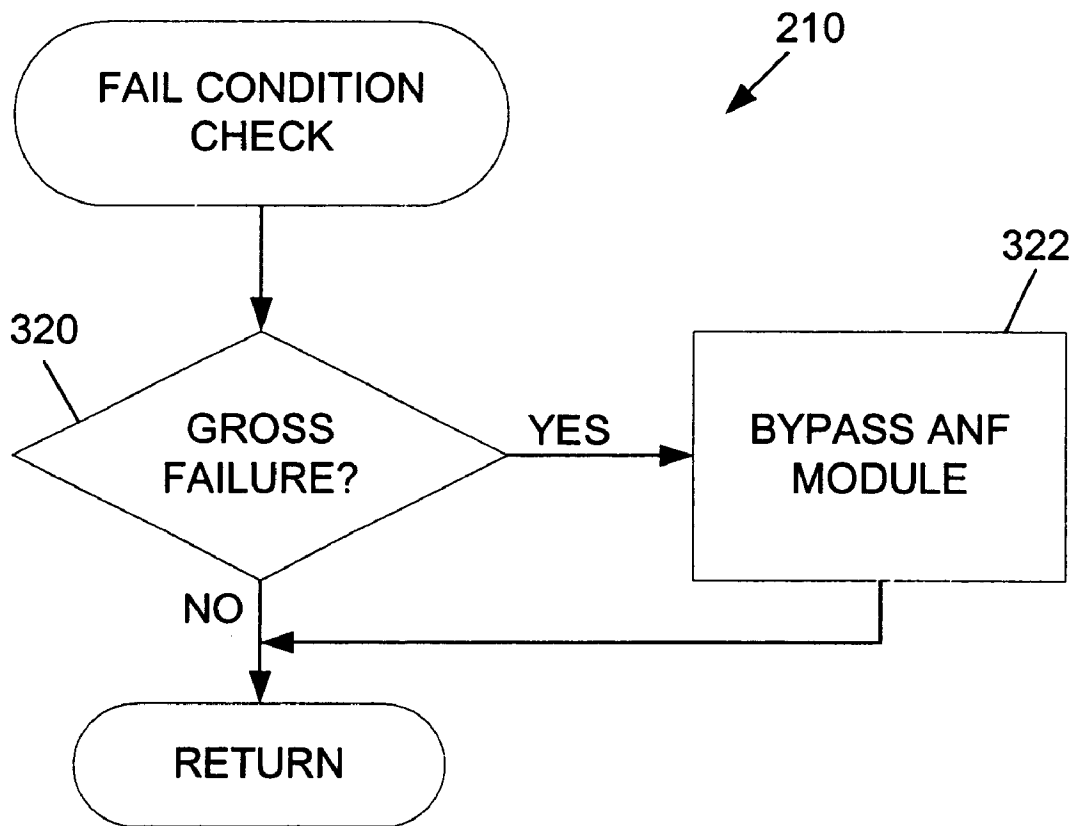 210
FAIL CONDITION
CHECK
322
320
GROSS
FAILURE?
YES
BYPASS ANF
MODULE
NO
RETURN